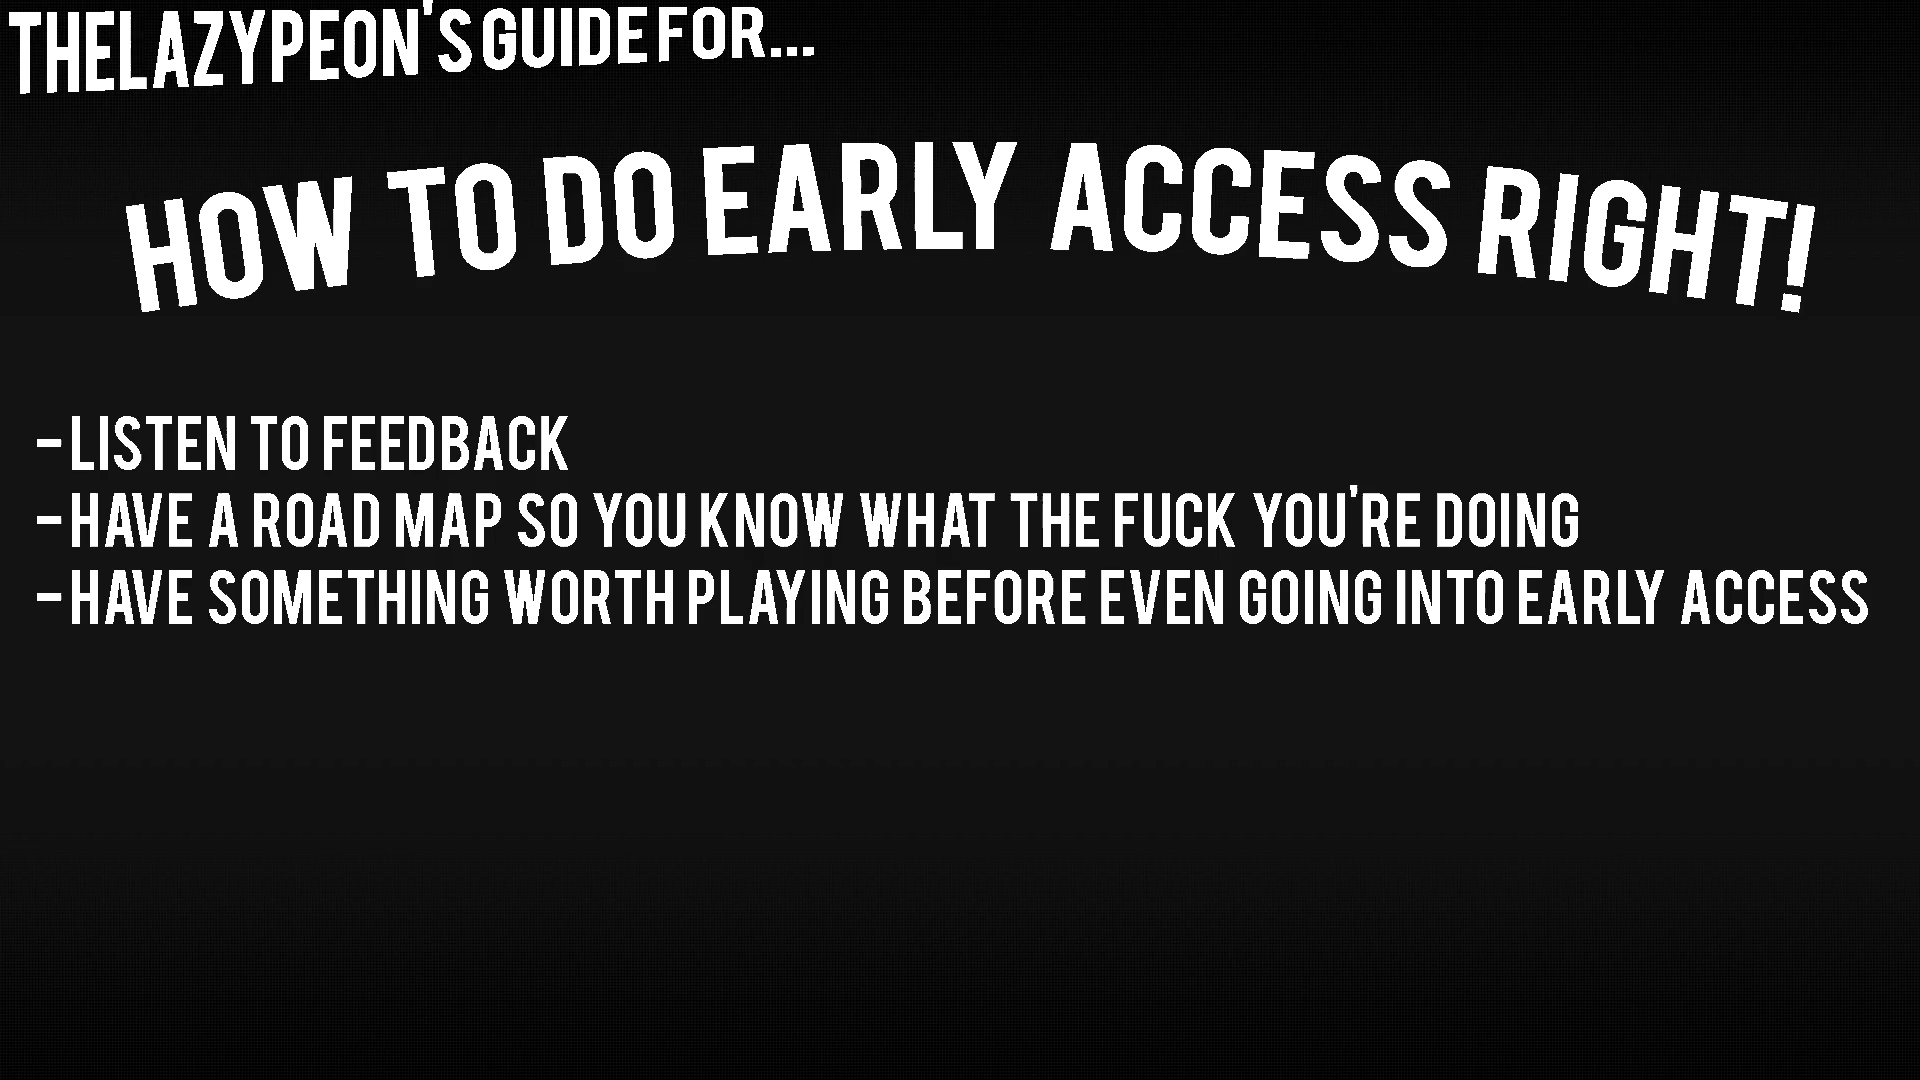 THELAZYPEON'S GUIDE FOR...
HOW TO DO EARLY ACCESS RIGHT!
-LISTEN TO FEEDBACK
-HAVE A ROAD MAP SO YOU KNOW WHAT THE FUCK YOU'RE DOING
-HAVE SOMETHING WORTH PLAYING BEFORE EVEN GOING INTO EARLY ACCESS